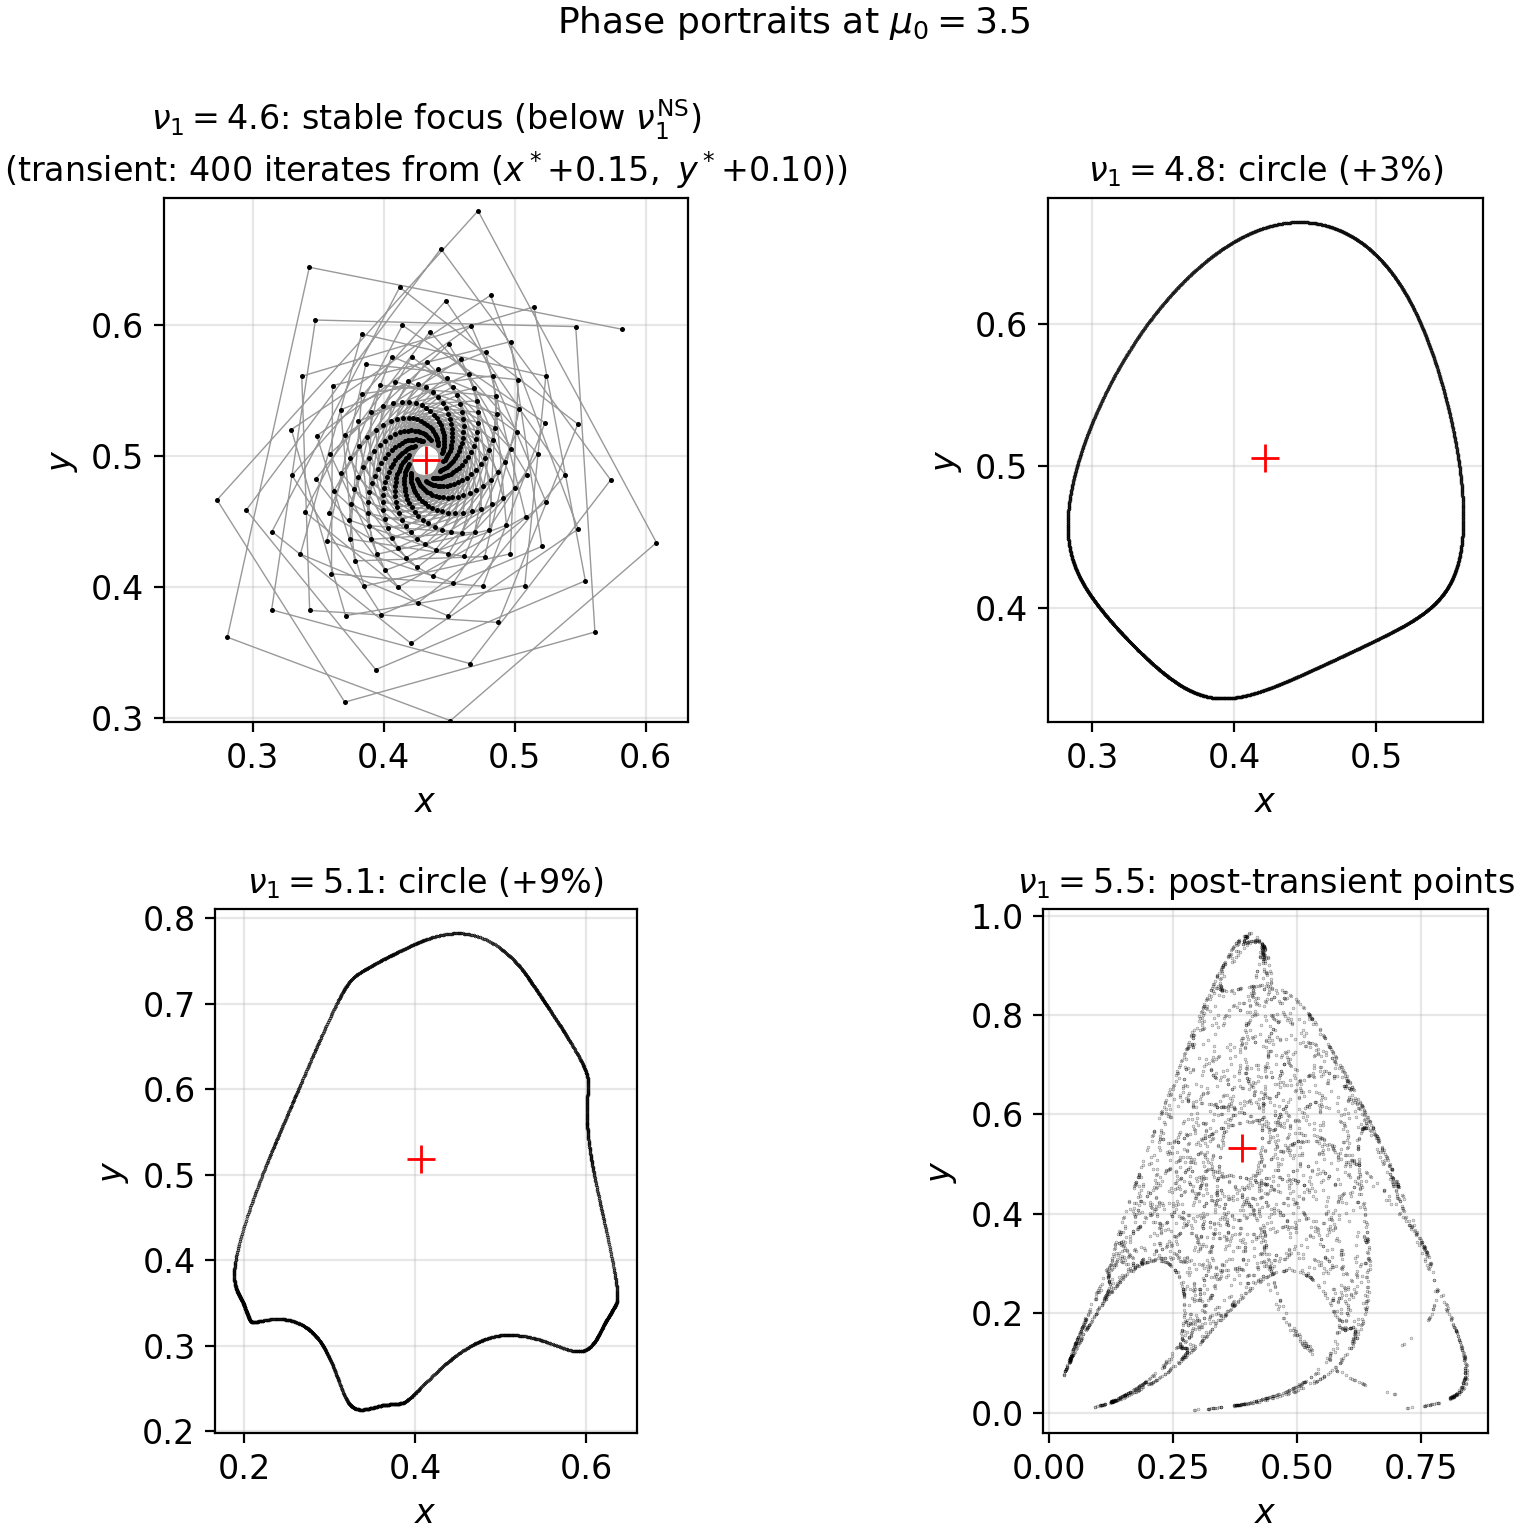 Phase portraits at μ₀ = 3.5
ν₁ = 4.6: stable focus (below ν₁ᴺˢ)
(transient: 400 iterates from (x* +0.15, y* +0.10))
0.6
0.5
0.4
0.3
y
0.3 0.4 0.5 0.6
x
ν₁ = 4.8: circle (+3%)
0.6
0.5
0.4
y
0.3 0.4 0.5
x
ν₁ = 5.1: circle (+9%)
0.8
0.7
0.6
0.5
0.4
0.3
0.2
y
0.2 0.4 0.6
x
ν₁ = 5.5: post-transient points
1.0
0.8
0.6
0.4
0.2
0.0
y
0.00 0.25 0.50 0.75
x